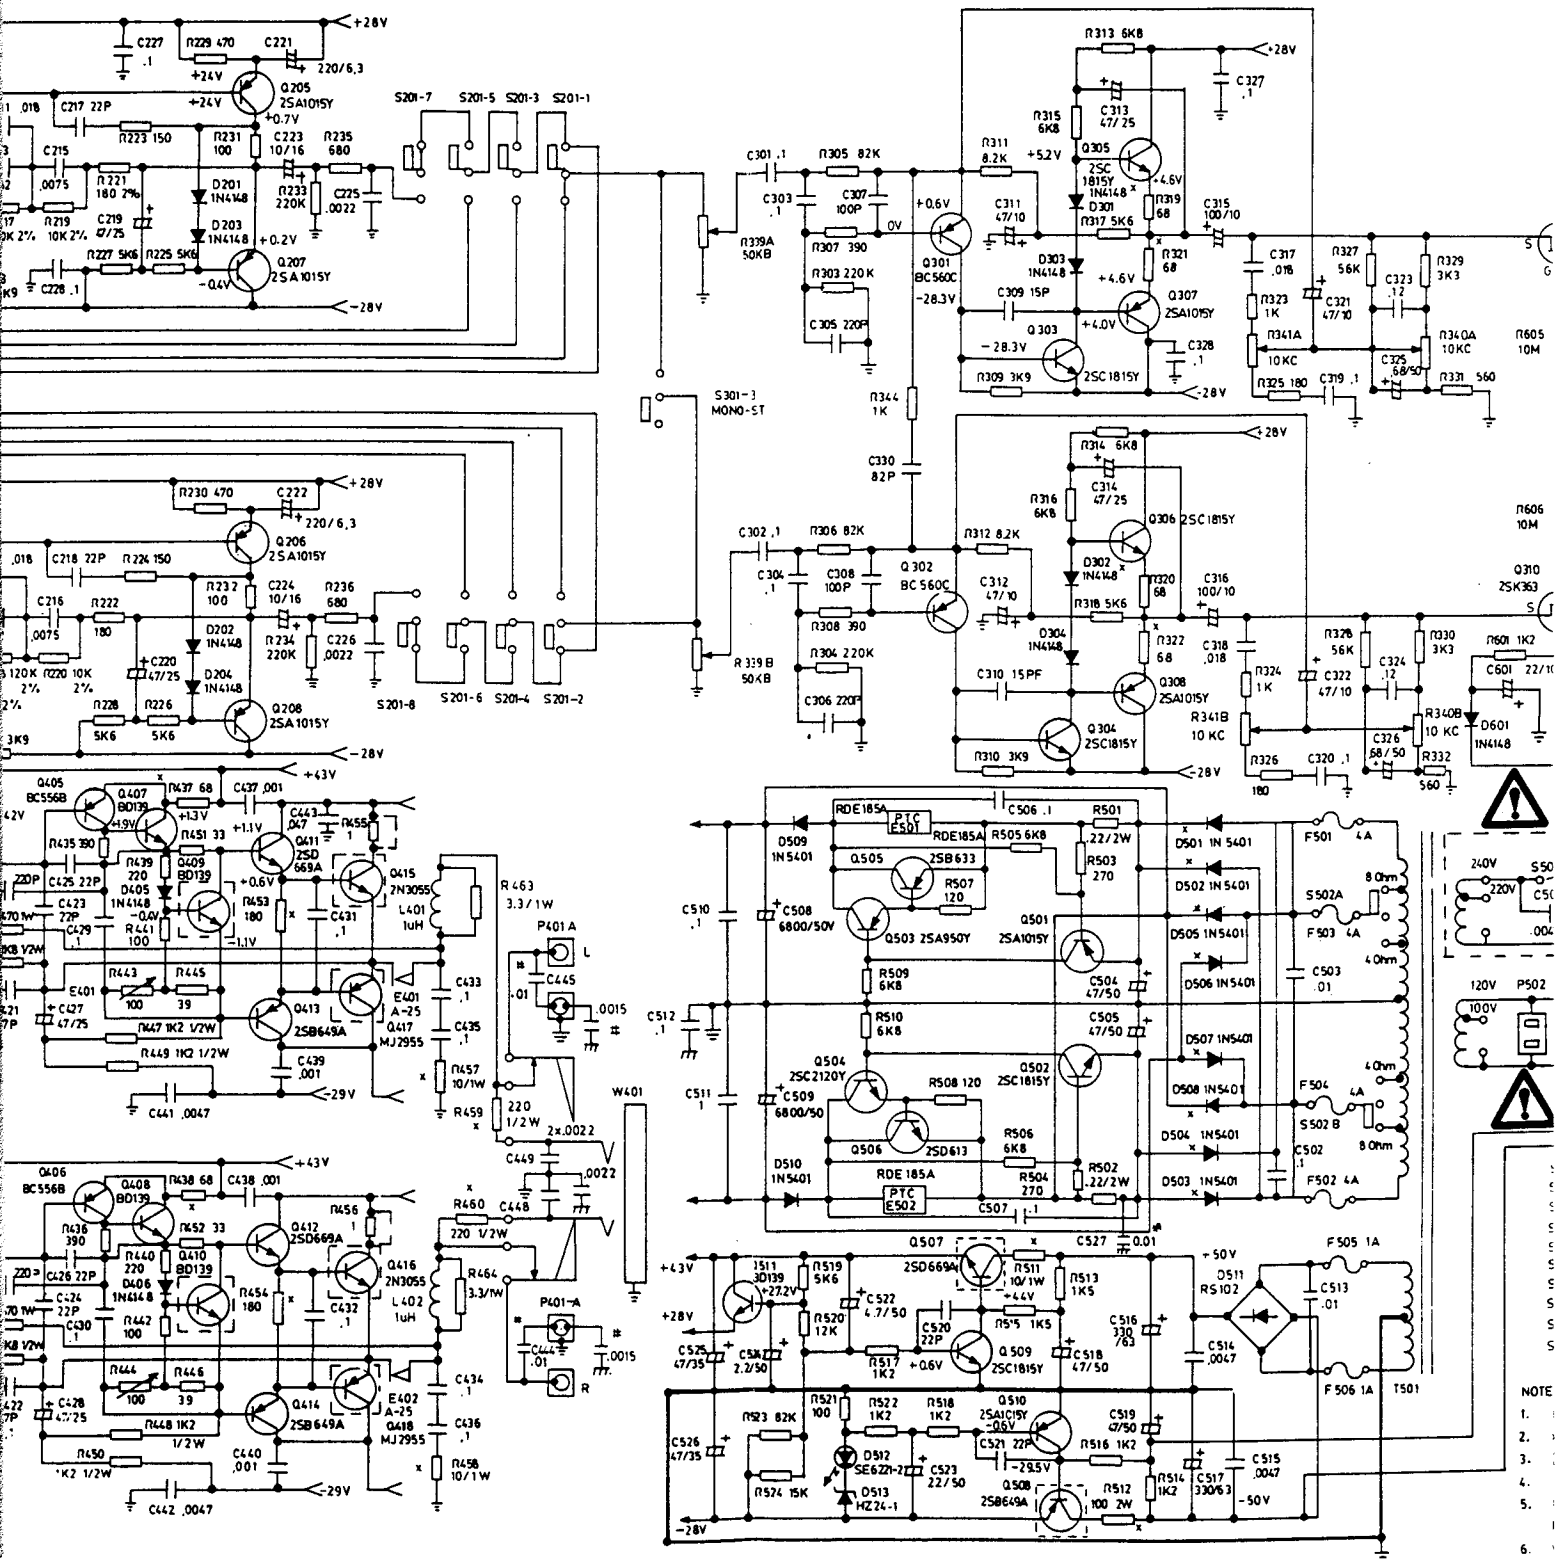 +28V
C227 .1
R229 470
C221 220/6,3
+24V
+24V
Q205 2SA1015Y
+0.7V
.018
C217 22P
R223 150
R231 100
C223 10/16
R235 680
C215 .0075
R221 180 2%
D201 1N4148
R233 220K
C225 .0022
R219 10K 2%
C219 47/25
D203 1N4148
+0.2V
R227 5K6
R225 5K6
Q207 2SA1015Y
-0.4V
C228 .1
K9
-28V
S201-7
S201-5
S201-3
S201-1
S301-3 MONO-ST
R339A 50KB
C301 .1
R305 82K
C303 .1
C307 100P
R307 390
0V
R303 220K
C305 220P
+0.6V
Q301 BC560C
-28.3V
R311 8.2K
C311 47/10
C309 15P
-28.3V
R309 3K9
R313 6K8
+28V
C327 .1
C313 47/25
R315 6K8
+5.2V
Q305 2SC 1815Y
1N4148 D301
+4.6V
R319 68
R317 5K6
C315 100/10
D303 1N4148
R321 68
+4.6V
Q307 2SA1015Y
+4.0V
Q303 2SC1815Y
C328 .1
-28V
C317 .018
R323 1K
R341A 10KC
R325 180
C319 .1
C321 47/10
R327 56K
C323 .12
R329 3K3
R340A 10KC
C325 .68/50
R331 560
S
G
R605 10M
R344 1K
C330 82P
+28V
R230 470
C222 220/6,3
Q206 2SA1015Y
.018
C218 22P
R224 150
R232 100
C224 10/16
R236 680
C216 .0075
R222 180
D202 1N4148
R234 220K
C226 .0022
120K 2%
R220 10K 2%
C220 47/25
D204 1N4148
2%
R228 5K6
R226 5K6
Q208 2SA1015Y
3K9
-28V
S201-8
S201-6
S201-4
S201-2
R339B 50KB
C302 .1
R306 82K
C304 .1
C308 100P
R308 390
R304 220K
C306 220P
Q302 BC560C
R312 8.2K
C312 47/10
C310 15PF
R310 3K9
R314 6K8
+28V
C314 47/25
R316 6K8
Q306 2SC1815Y
D302 1N4148
R320 68
R318 5K6
C316 100/10
D304 1N4148
R322 68
Q308 2SA1015Y
Q304 2SC1815Y
-28V
C318 .018
R324 1K
R341B 10 KC
R326 180
C320 .1
C322 47/10
R328 56K
C324 .12
R330 3K3
R340B 10 KC
C326 .68/50
R332 560
R606 10M
Q310 2SK363
S
R601 1K2
C601 22/10
D601 1N4148
+43V
Q405 BC556B
Q407 BD139
R437 68
C437 .001
42V
+1.9V
+1.3V
C443 .047
R455 1
R435 390
R451 33
+1.1V
Q411 2SD 669A
R439 220
Q409 BD139
220P
C425 22P
D405 1N4148
+0.6V
C423 22P
-0.4V
R453 180
Q415 2N3055
470 1W
C429 .1
R441 100
-1.1V
C431 .1
L401 1uH
R463 3.3/1W
K8 1/2W
R443 100
R445 39
E401
Q413 2SB649A
E401 A-25
Q417 MJ2955
C433 .1
C435 .1
C427 47/25
R447 1K2 1/2W
R449 1K2 1/2W
C439 .001
R457 10/1W
C441 .0047
-29V
R459 220 1/2W
P401A
L
C445 .01
.0015
W401
2x.0022
C449
.0022
C448
R460 220 1/2W
+43V
Q406 BC556B
Q408 BD139
R438 68
C438 .001
R456 1
R436 390
R452 33
Q412 2SD669A
R440 220
Q410 BD139
C426 22P
D406 1N4148
C424 22P
R454 180
Q416 2N3055
C430 .1
R442 100
C432 .1
L402 1uH
R464 3.3/1W
K8 1/2W
R444 100
R446 39
Q414 2SB649A
E402 A-25
Q418 MJ2955
C434 .1
C436 .1
C428 47/25
R448 1K2 1/2W
R450 1K2 1/2W
C440 .001
R458 10/1W
C442 .0047
-29V
P401-A
.01
.0015
R
RDE185A
PTC E501
C506 .1
R501 .22/2W
D509 1N5401
RDE185A
R505 6K8
D501 1N5401
Q505
2SB633
R503 270
D502 1N5401
R507 120
C510 .1
C508 6800/50V
Q503 2SA950Y
Q501 2SA1015Y
D505 1N5401
D506 1N5401
R509 6K8
C504 47/50
C503 .01
C512 .1
R510 6K8
C505 47/50
Q504 2SC2120Y
Q502 2SC1815Y
D507 1N5401
D508 1N5401
C511 1
C509 6800/50
R508 120
Q506
2SD613
R506 6K8
D504 1N5401
C502 .1
D510 1N5401
RDE185A
PTC E502
R504 270
R502 .22/2W
D503 1N5401
C507 .1
F501 4A
8 Ohm
S502A
F503 4A
4 Ohm
4 Ohm
F504 4A
S502B
8 Ohm
F502 4A
240V
220V
120V
100V
P502
C527 0.01
+43V
+27.2V
R519 5K6
Q507 2SD669A
R511 10/1W
R513 1K5
+50V
D511 RS102
F505 1A
C513 .01
+28V
R520 12K
C522 4.7/50
C520 22P
+44V
R515 1K5
C516 330/63
C525 47/35
2.2/50
R517 1K2
+0.6V
Q509 2SC1815Y
C518 47/50
C514 .0047
F506 1A
T501
R521 100
R522 1K2
R518 1K2
Q510 2SA1015Y
-0.6V
C519 47/50
R523 82K
C526 47/35
D512 SE6221-2
C521 22P
-29.5V
R516 1K2
C523 22/50
R524 15K
D513 HZ24-1
Q508 2SB649A
R512 100 2W
R514 1K2
C517 330/63
C515 .0047
-50V
-28V
NOTE
1.
2.
3.
4.
5.
6.